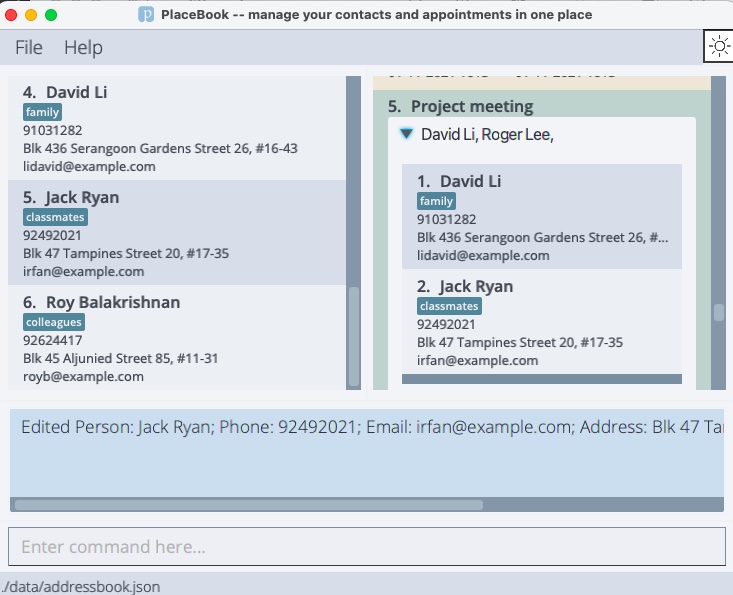 PlaceBook -- manage your contacts and appointments in one place
File Help
4. David Li
family
91031282
Blk 436 Serangoon Gardens Street 26, #16-43
lidavid@example.com
5. Jack Ryan
classmates
92492021
Blk 47 Tampines Street 20, #17-35
irfan@example.com
6. Roy Balakrishnan
colleagues
92624417
Blk 45 Aljunied Street 85, #11-31
royb@example.com
5. Project meeting
David Li, Roger Lee,
1. David Li
family
91031282
Blk 436 Serangoon Gardens Street 26, #...
lidavid@example.com
2. Jack Ryan
classmates
92492021
Blk 47 Tampines Street 20, #17-35
irfan@example.com
Edited Person: Jack Ryan; Phone: 92492021; Email: irfan@example.com; Address: Blk 47 Ta
Enter command here...
./data/addressbook.json